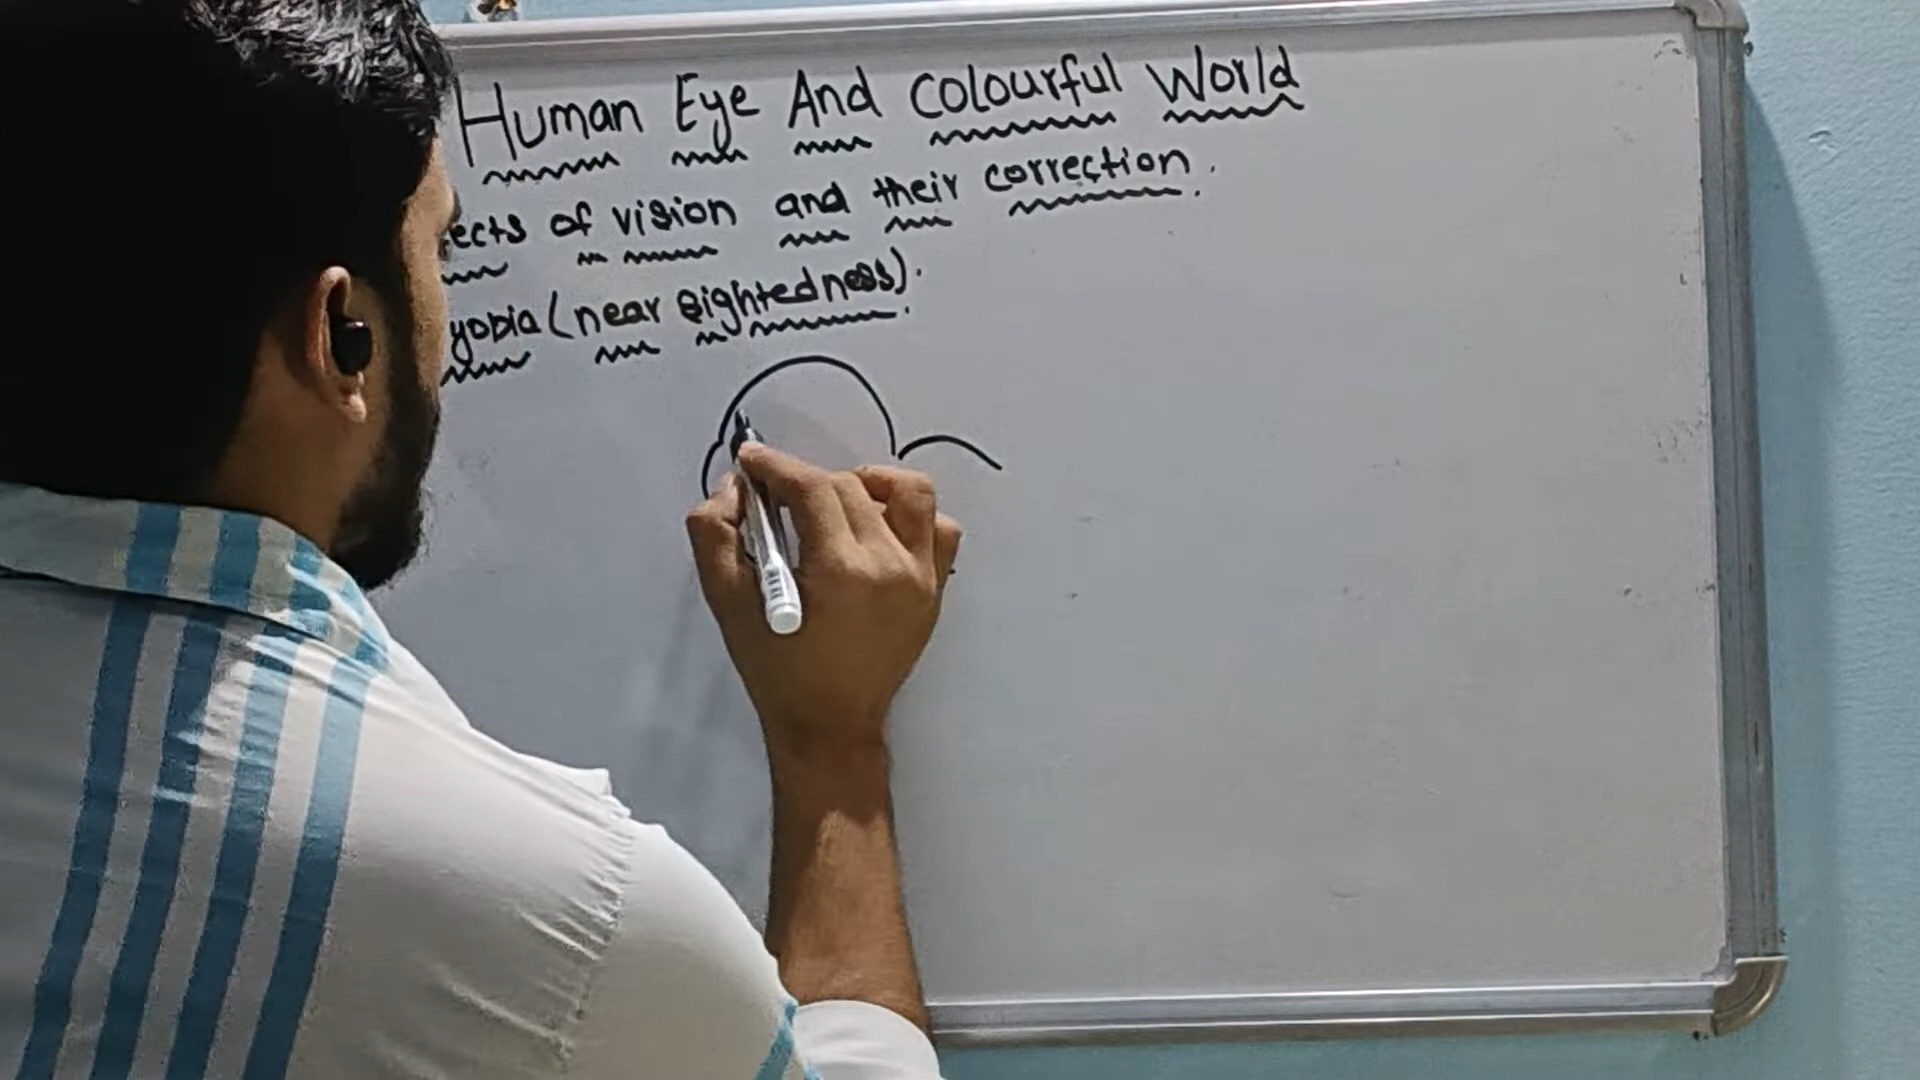 Human Eye And Colourful World
ects of vision and their correction.
yopia (near sightedness).